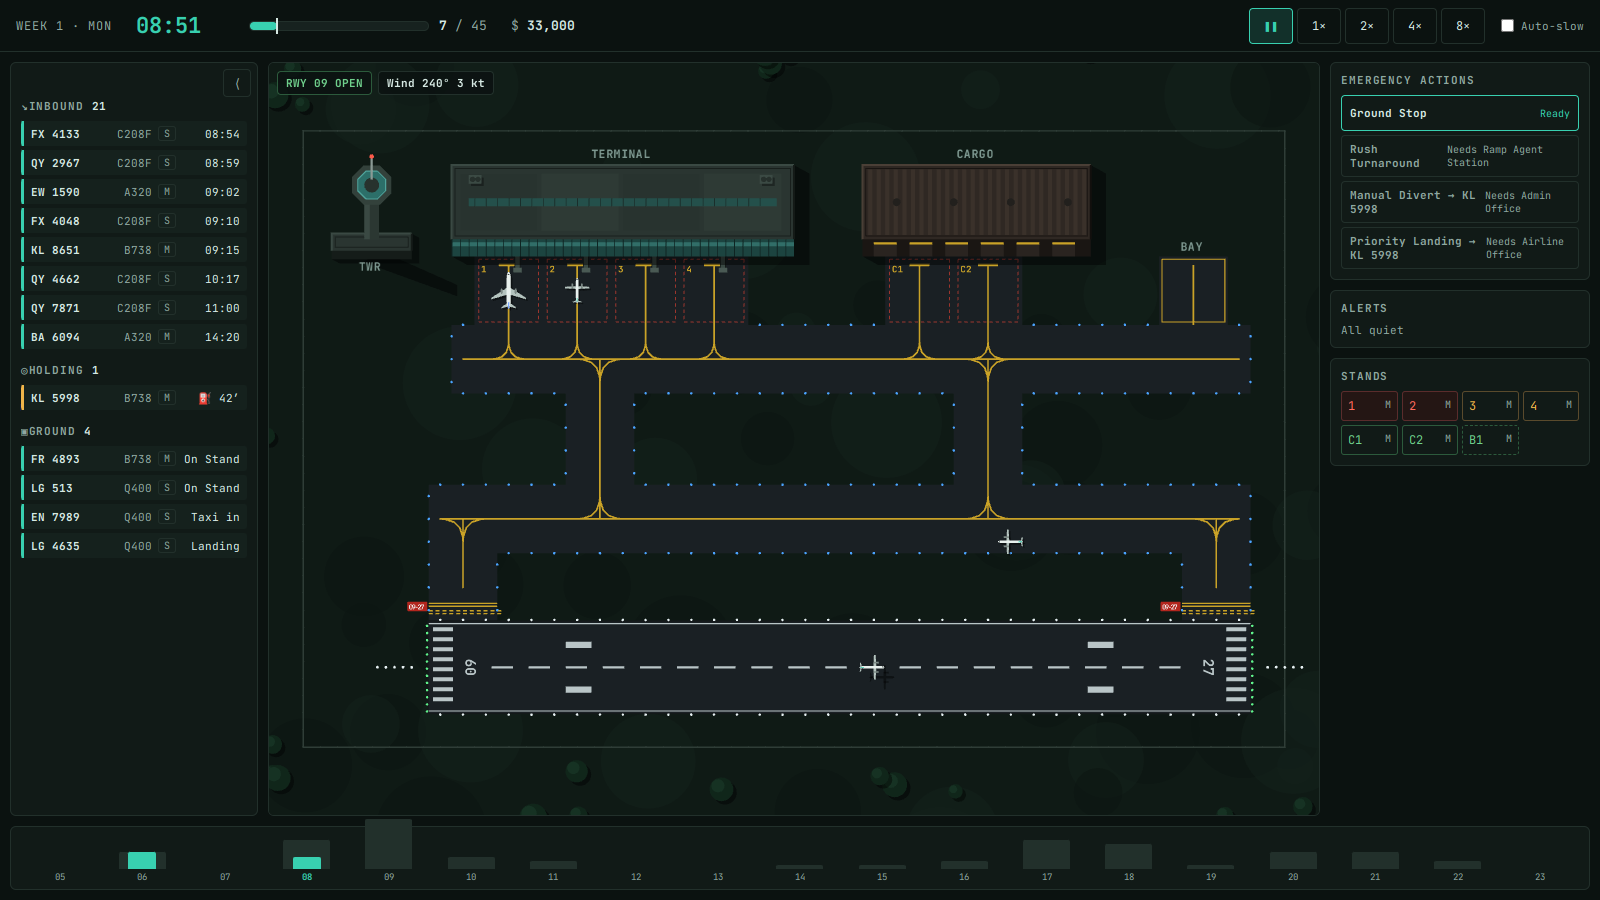 WEEK 1 · MON 08:51 7 / 45 $ 33,000 1× 2× 4× 8× Auto-slow
RWY 09 OPEN Wind 240° 3 kt
INBOUND 21
FX 4133 C208F S 08:54
QY 2967 C208F S 08:59
EW 1590 A320 M 09:02
FX 4048 C208F S 09:10
KL 8651 B738 M 09:15
QY 4662 C208F S 10:17
QY 7871 C208F S 11:00
BA 6094 A320 M 14:20
HOLDING 1
KL 5998 B738 M ⛽ 42′
GROUND 4
FR 4893 B738 M On Stand
LG 513 Q400 S On Stand
EN 7989 Q400 S Taxi in
LG 4635 Q400 S Landing
TERMINAL
CARGO
TWR
BAY
1 2 3 4 C1 C2
09-27 09-27
09 27
EMERGENCY ACTIONS
Ground Stop Ready
Rush Turnaround Needs Ramp Agent Station
Manual Divert → KL 5998 Needs Admin Office
Priority Landing → KL 5998 Needs Airline Office
ALERTS
All quiet
STANDS
1 M 2 M 3 M 4 M
C1 M C2 M B1 M
05 06 07 08 09 10 11 12 13 14 15 16 17 18 19 20 21 22 23